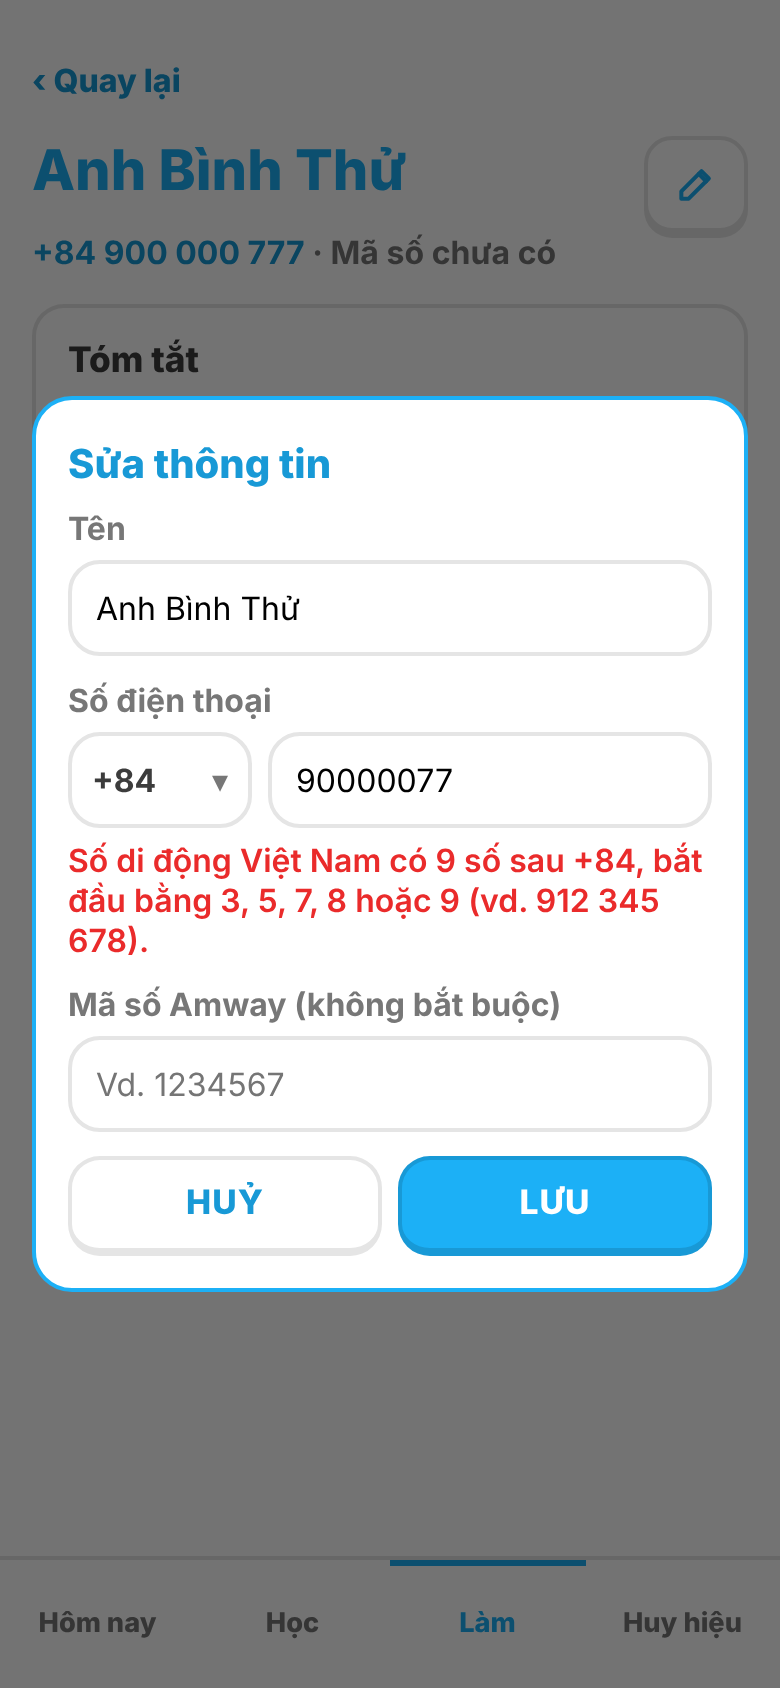 ‹ Quay lại
Anh Bình Thử
+84 900 000 777 · Mã số chưa có
Tóm tắt
Sửa thông tin
Tên
Anh Bình Thử
Số điện thoại
+84 ▼ 90000077
Số di động Việt Nam có 9 số sau +84, bắt
đầu bằng 3, 5, 7, 8 hoặc 9 (vd. 912 345
678).
Mã số Amway (không bắt buộc)
Vd. 1234567
HUỶ LƯU
Hôm nay Học Làm Huy hiệu